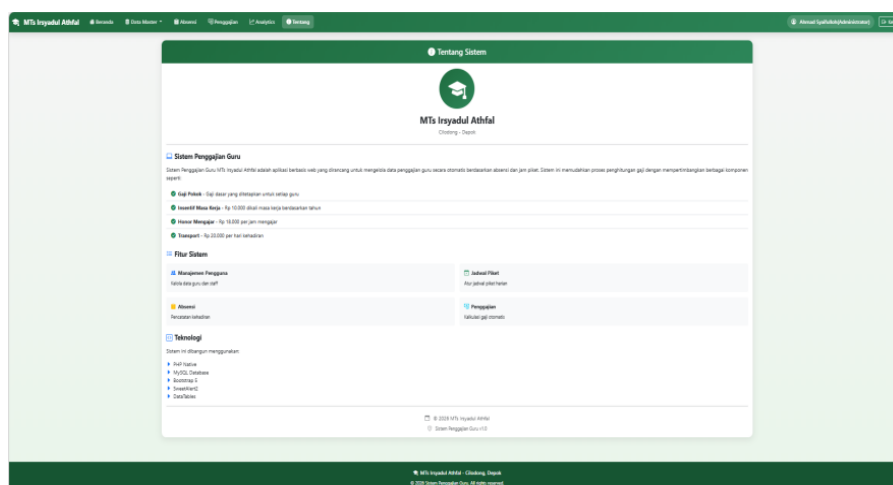 MTs Irsyadul Athfal Beranda Data Master Absensi Penggajian Analytics Tentang
Tentang Sistem
MTs Irsyadul Athfal
Cilodong - Depok
Sistem Penggajian Guru
Sistem Penggajian Guru MTs Irsyadul Athfal adalah aplikasi berbasis web yang dirancang untuk mengelola data penggajian guru secara otomatis berdasarkan absensi dan jam piket. Sistem ini memudahkan proses penghitungan gaji dengan mempertimbangkan berbagai komponen
seperti:
Gaji Pokok - Gaji dasar yang ditetapkan untuk setiap guru
Insentif Masa Kerja - Rp 10.000 dikali masa kerja berdasarkan tahun
Honor Mengajar - Rp 18.000 per jam mengajar
Transport - Rp 23.000 per hari kehadiran
Fitur Sistem
Manajemen Pengguna
Kelola data guru dan staff
Jadwal Piket
Atur jadwal piket harian
Absensi
Pencatatan kehadiran
Penggajian
Kalkulasi gaji otomatis
Teknologi
Sistem ini dibangun menggunakan:
PHP Native
MySQL Database
Bootstrap 5
SweetAlert2
DataTables
© 2026 MTs Irsyadul Athfal
Sistem Penggajian Guru
MTs Irsyadul Athfal - Cilodong, Depok
© 2026 Sistem Penggajian Guru. All rights reserved.